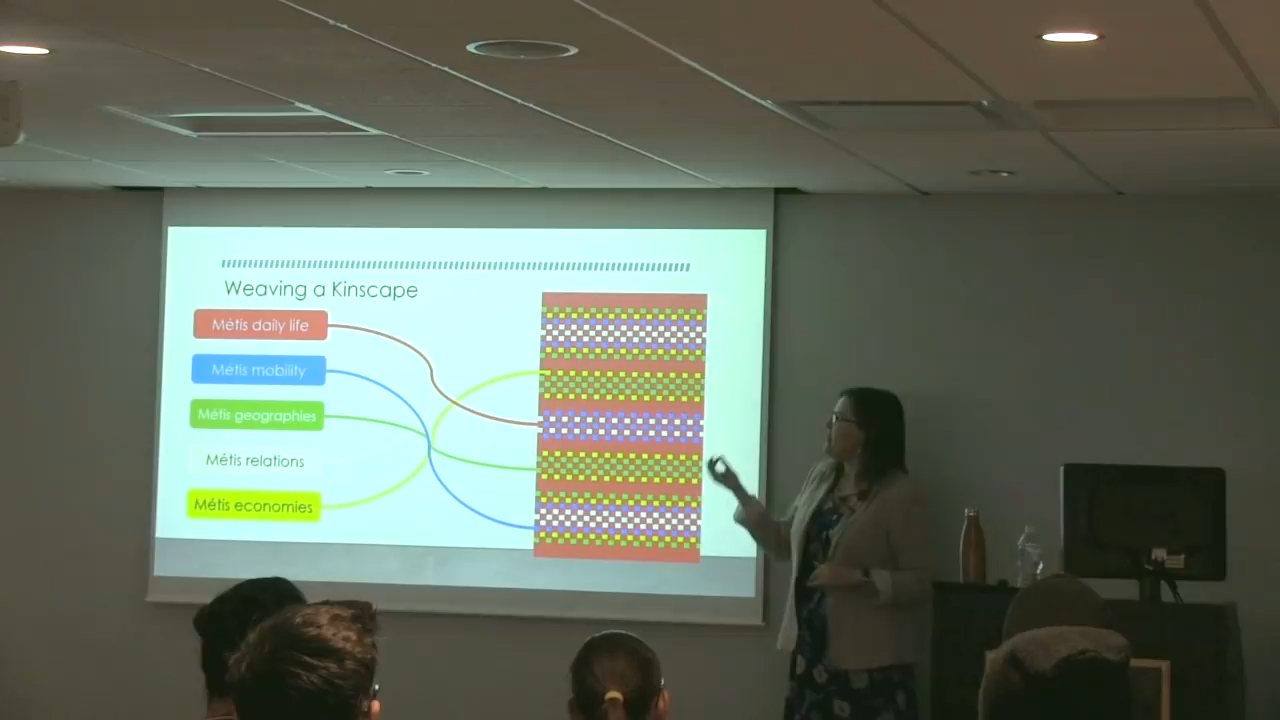 Weaving a Kinscape
Métis daily life
Métis mobility
Métis geographies
Métis relations
Métis economies